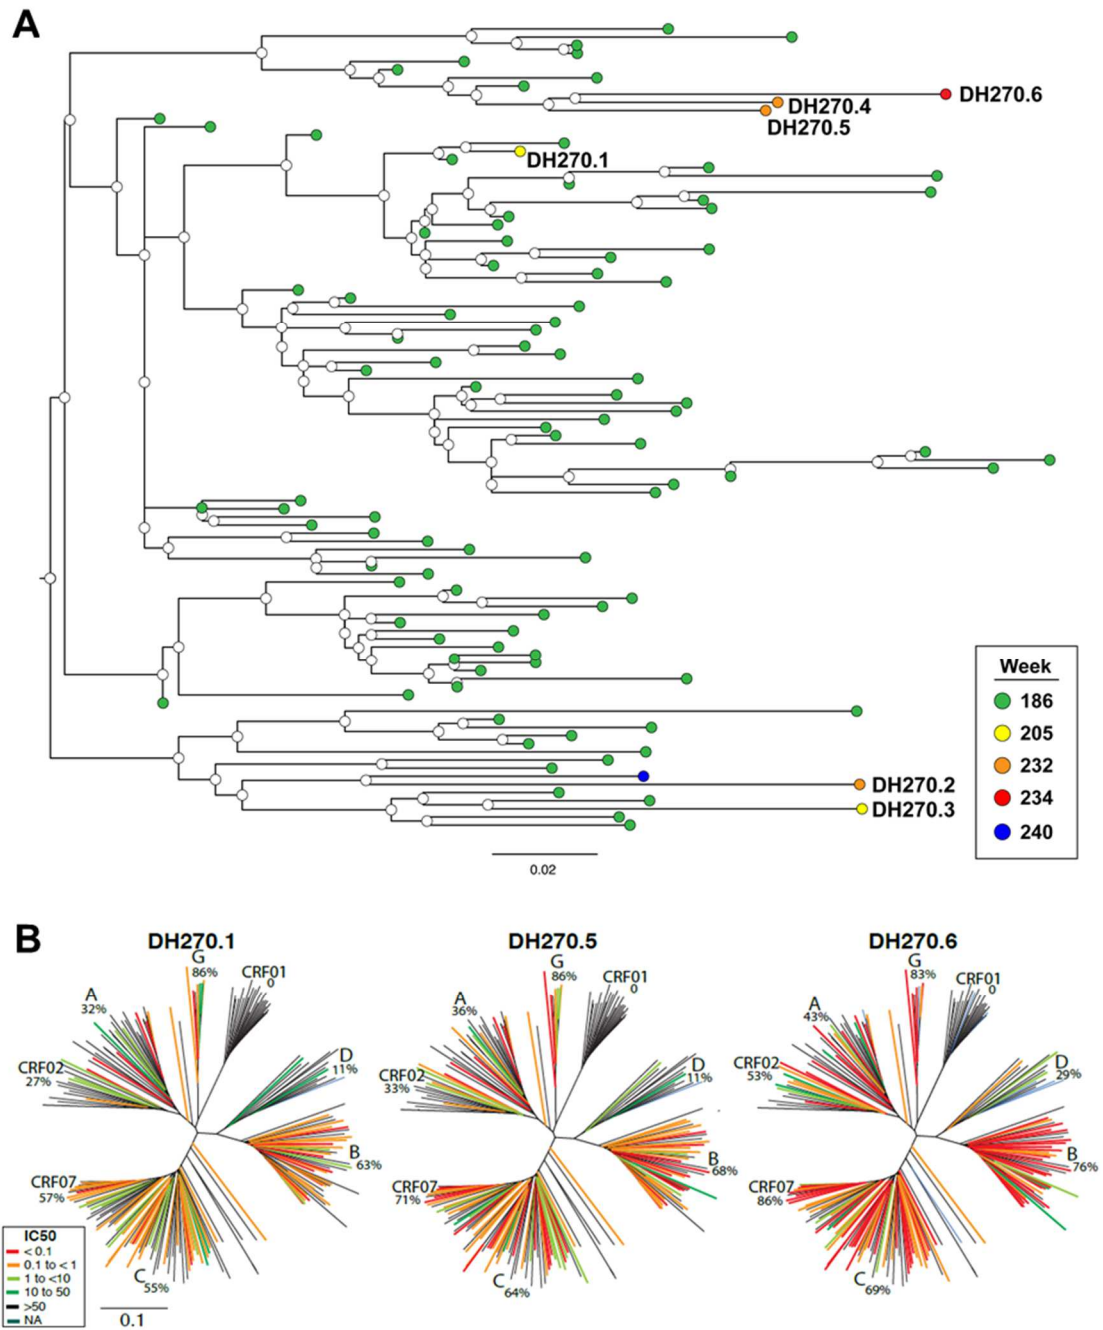 A
DH270.6
DH270.4
DH270.5
DH270.1
Week
186
205
232
234
240
DH270.2
DH270.3
0.02
B
DH270.1
G
86%
CRF01
0
A
32%
CRF02
27%
D
11%
B
63%
CRF07
57%
C
55%
DH270.5
G
86%
CRF01
0
A
36%
CRF02
33%
D
11%
B
68%
CRF07
71%
C
64%
DH270.6
G
83%
CRF01
0
A
43%
CRF02
53%
D
29%
B
76%
CRF07
86%
C
69%
IC50
< 0.1
0.1 to < 1
1 to <10
10 to 50
>50
NA
0.1